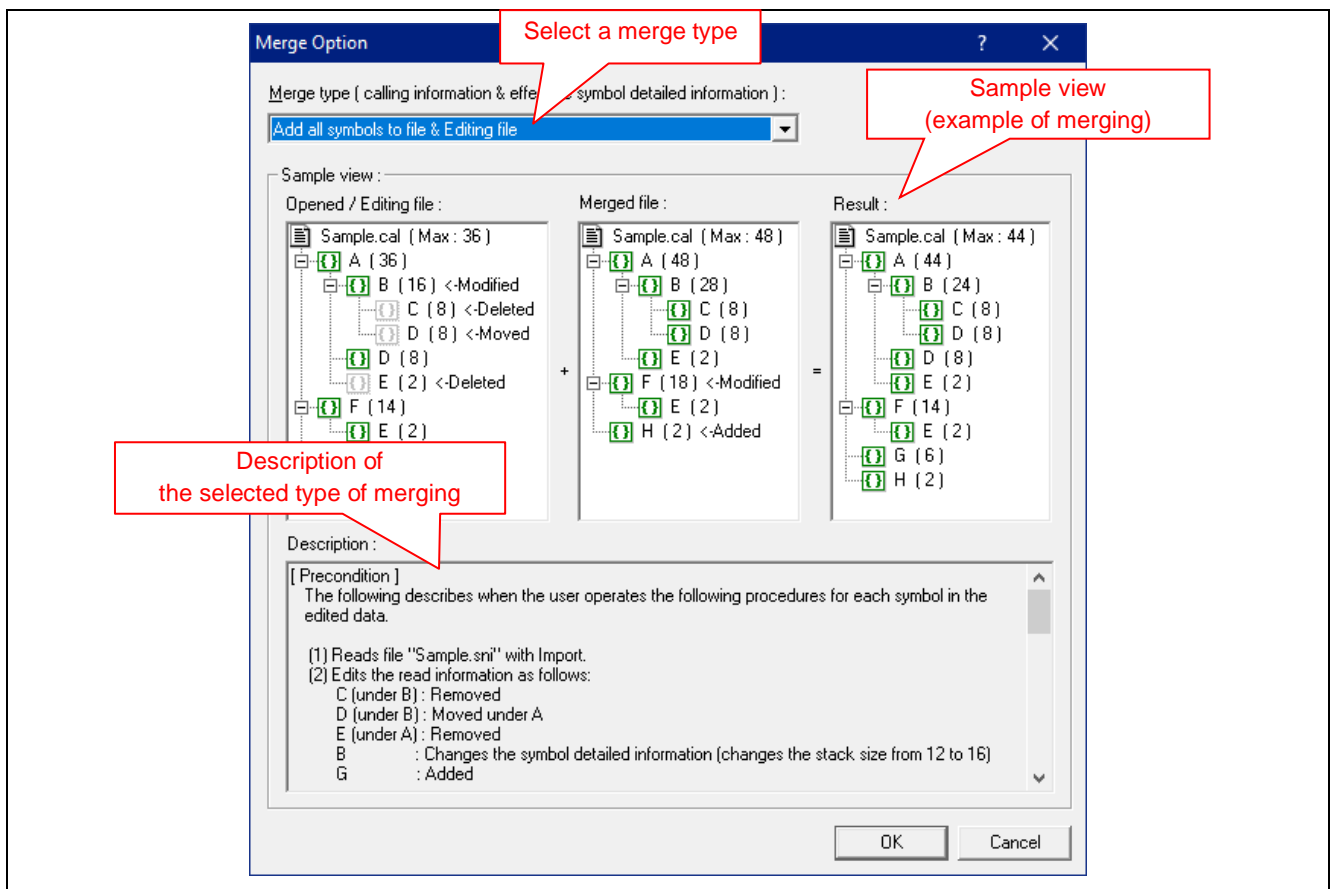 Merge Option
Select a merge type
?
Merge type ( calling information & effe symbol detailed information ) :
Add all symbols to file & Editing file
Sample view
(example of merging)
Sample view :
Opened / Editing file :
Sample.cal ( Max : 36 )
A ( 36 )
B ( 16 ) <-Modified
C ( 8 ) <-Deleted
D ( 8 ) <-Moved
D ( 8 )
E ( 2 ) <-Deleted
F ( 14 )
E ( 2 )
+
Merged file :
Sample.cal ( Max : 48 )
A ( 48 )
B ( 28 )
C ( 8 )
D ( 8 )
E ( 2 )
F ( 18 ) <-Modified
E ( 2 )
H ( 2 ) <-Added
=
Result :
Sample.cal ( Max : 44 )
A ( 44 )
B ( 24 )
C ( 8 )
D ( 8 )
D ( 8 )
E ( 2 )
F ( 14 )
E ( 2 )
G ( 6 )
H ( 2 )
Description of
the selected type of merging
Description :
[ Precondition ]
The following describes when the user operates the following procedures for each symbol in the
edited data.
(1) Reads file "Sample.sni" with Import.
(2) Edits the read information as follows:
C (under B) : Removed
D (under B) : Moved under A
E (under A) : Removed
B : Changes the symbol detailed information (changes the stack size from 12 to 16)
G : Added
OK
Cancel